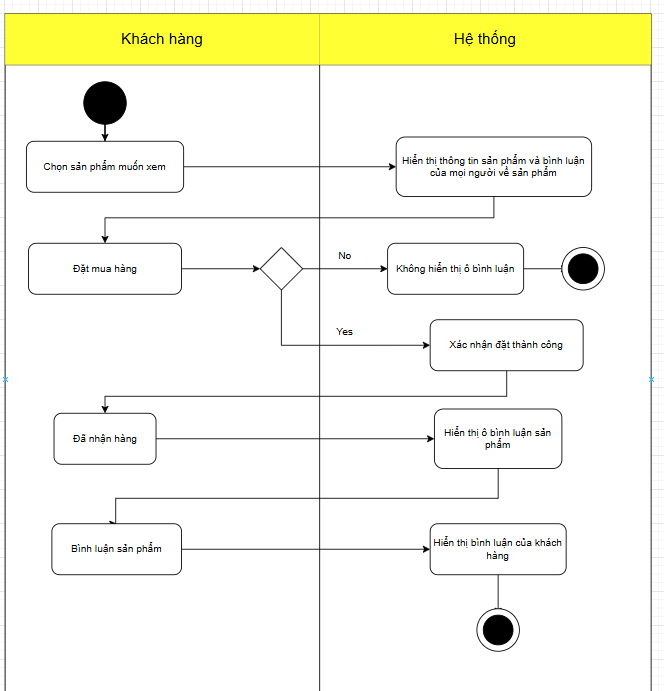 Khách hàng
Hệ thống
Chọn sản phẩm muốn xem
Hiển thị thông tin sản phẩm và bình luận
của mọi người về sản phẩm
Đặt mua hàng
No
Không hiển thị ô bình luận
Yes
Xác nhận đặt thành công
Đã nhận hàng
Hiển thị ô bình luận sản
phẩm
Bình luận sản phẩm
Hiển thị bình luận của khách
hàng